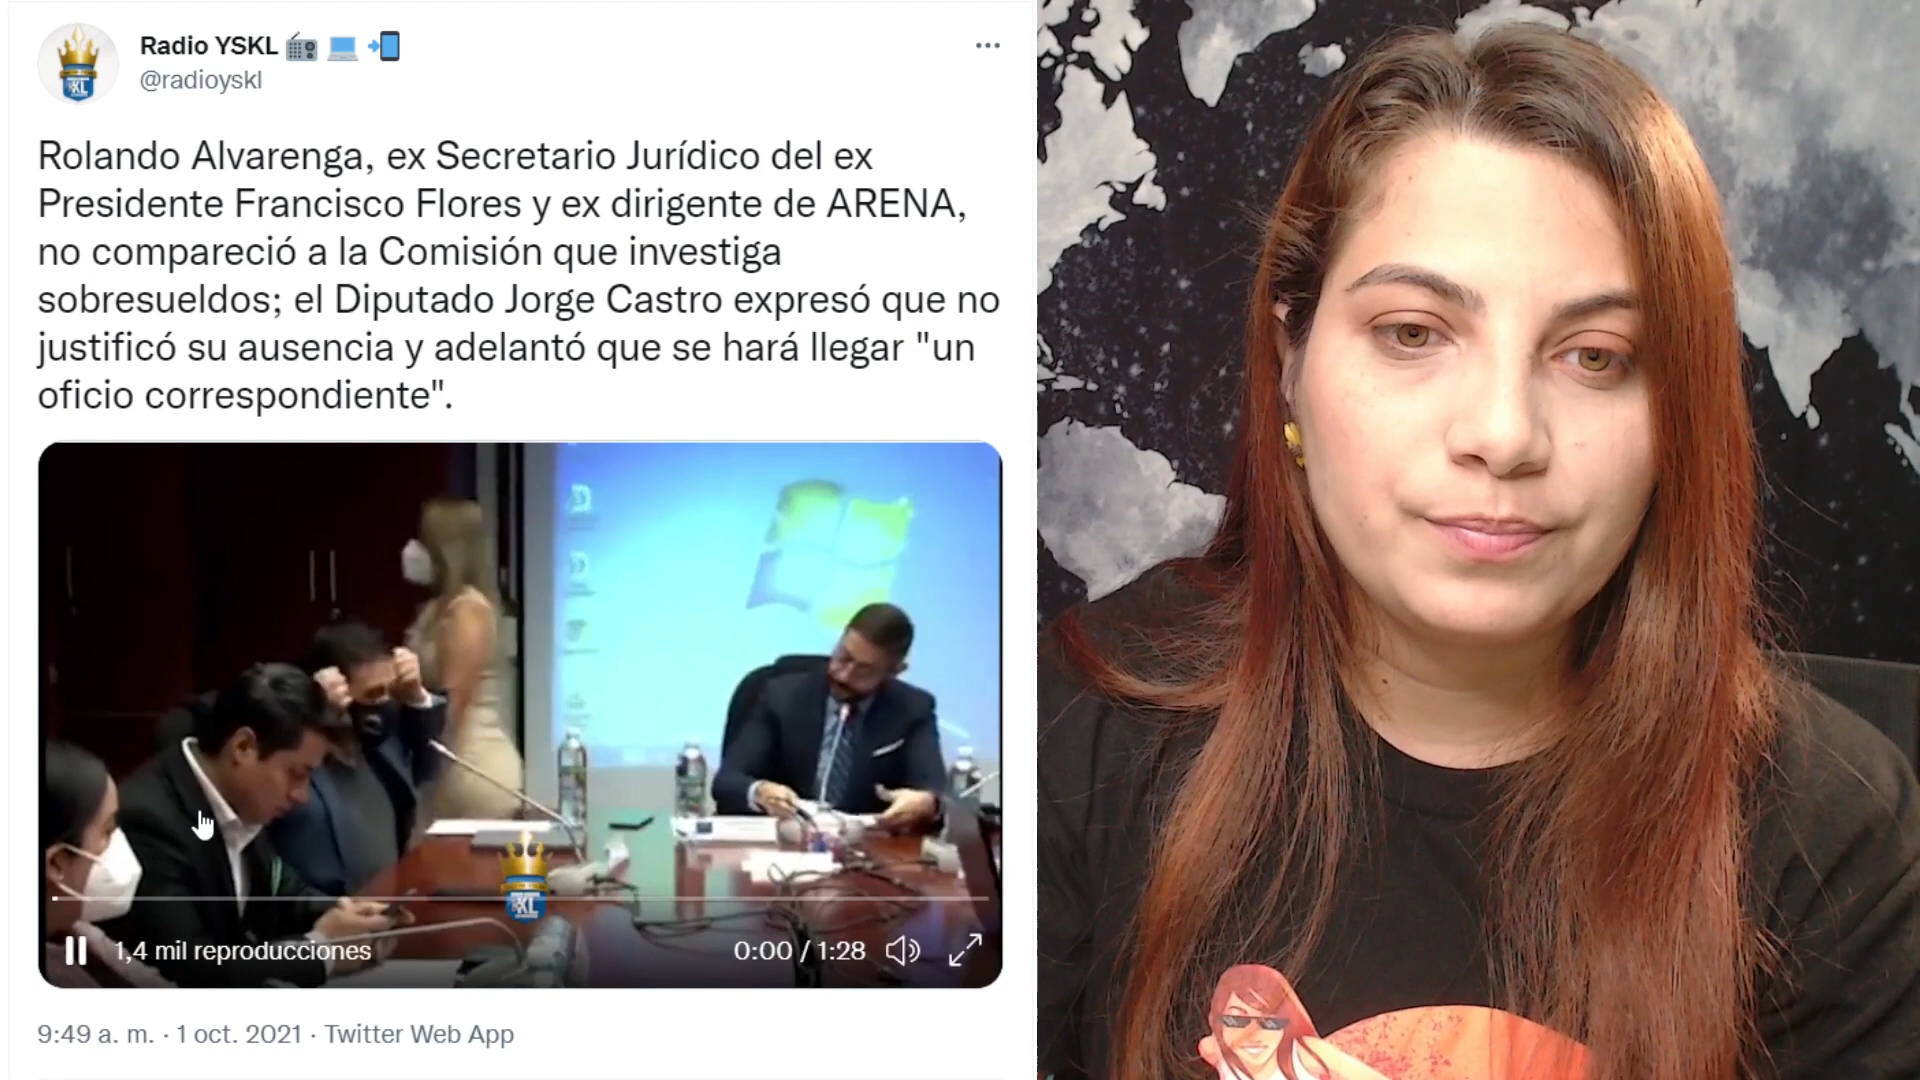 Radio YSKL
@radioyskl
Rolando Alvarenga, ex Secretario Jurídico del ex
Presidente Francisco Flores y ex dirigente de ARENA,
no compareció a la Comisión que investiga
sobresueldos; el Diputado Jorge Castro expresó que no
justificó su ausencia y adelantó que se hará llegar "un
oficio correspondiente".
KL
1,4 mil reproducciones
0:00 / 1:28
9:49 a. m. · 1 oct. 2021 · Twitter Web App